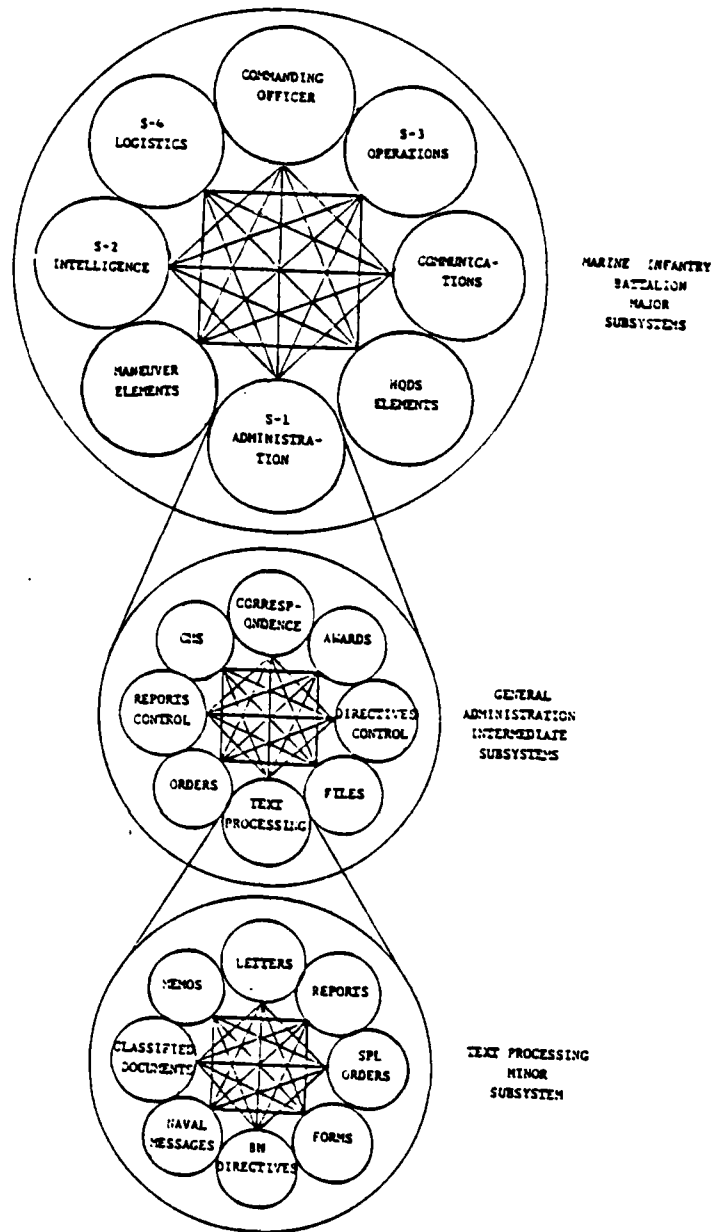 COMMANDING
OFFICER
S-4
LOGISTICS
S-3
OPERATIONS
S-2
INTELLIGENCE
COMMUNICA-
TIONS
MANEUVER
ELEMENTS
HQDS
ELEMENTS
S-1
ADMINISTRA-
TION
MARINE INFANTRY
BATTALION
MAJOR
SUBSYSTEMS
CORRESP-
ONDENCE
CMS
AWARDS
REPORTS
CONTROL
DIRECTIVES
CONTROL
ORDERS
FILES
TEXT
PROCESSING
GENERAL
ADMINISTRATION
INTERMEDIATE
SUBSYSTEMS
LETTERS
MEMOS
REPORTS
CLASSIFIED
DOCUMENTS
SPL
ORDERS
NAVAL
MESSAGES
FORMS
BN
DIRECTIVES
TEXT PROCESSING
MINOR
SUBSYSTEM